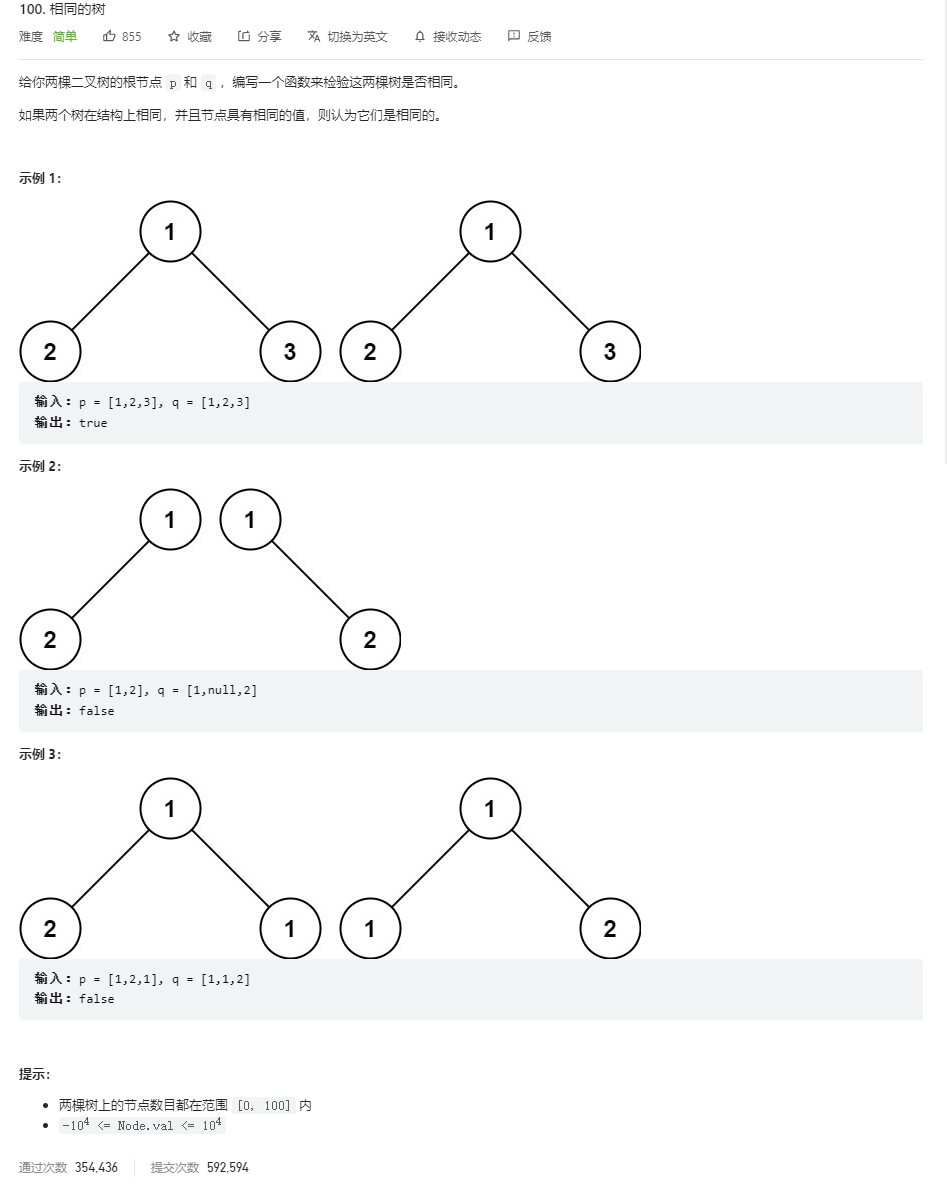 100. 相同的树
难度 简单 855 收藏 分享 切换为英文 接收动态 反馈
给你两棵二叉树的根节点 p 和 q ，编写一个函数来检验这两棵树是否相同。
如果两个树在结构上相同，并且节点具有相同的值，则认为它们是相同的。
示例 1：
1 1
2 3 2 3
输入：p = [1,2,3], q = [1,2,3]
输出：true
示例 2：
1 1
2 2
输入：p = [1,2], q = [1,null,2]
输出：false
示例 3：
1 1
2 1 1 2
输入：p = [1,2,1], q = [1,1,2]
输出：false
提示：
• 两棵树上的节点数目都在范围 [0, 100] 内
• -10⁴ <= Node.val <= 10⁴
通过次数 354,436 提交次数 592,594